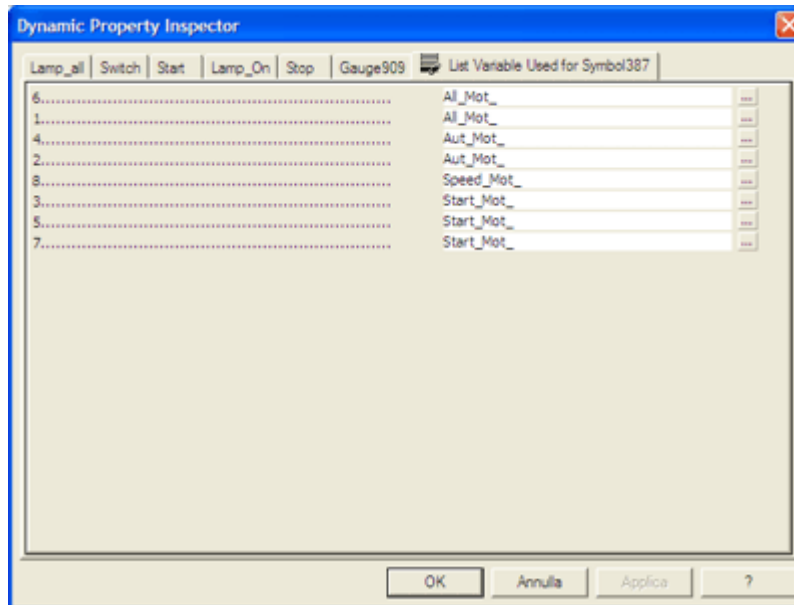 Dynamic Property Inspector
Lamp_all Switch Start Lamp_On Stop Gauge909 List Variable Used for Symbol387
6.................................................................. All_Mot_ ...
1.................................................................. All_Mot_ ...
4.................................................................. Aut_Mot_ ...
2.................................................................. Aut_Mot_ ...
8.................................................................. Speed_Mot_ ...
3.................................................................. Start_Mot_ ...
5.................................................................. Start_Mot_ ...
7.................................................................. Start_Mot_ ...
OK Annulla Applica ?